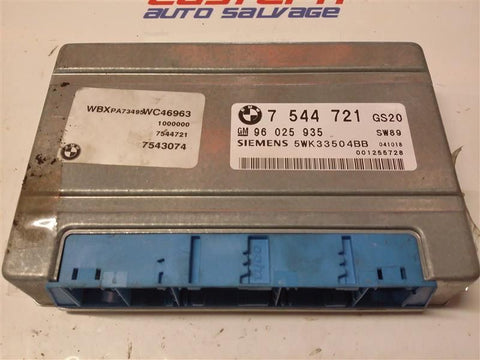 AUTO SALVAGE
WBXPA73495WC46963
1000000
7544721
7543074
7 544 721 GS20
GM 96 025 935 SW89
SIEMENS 5WK33504BB 041018
001255728